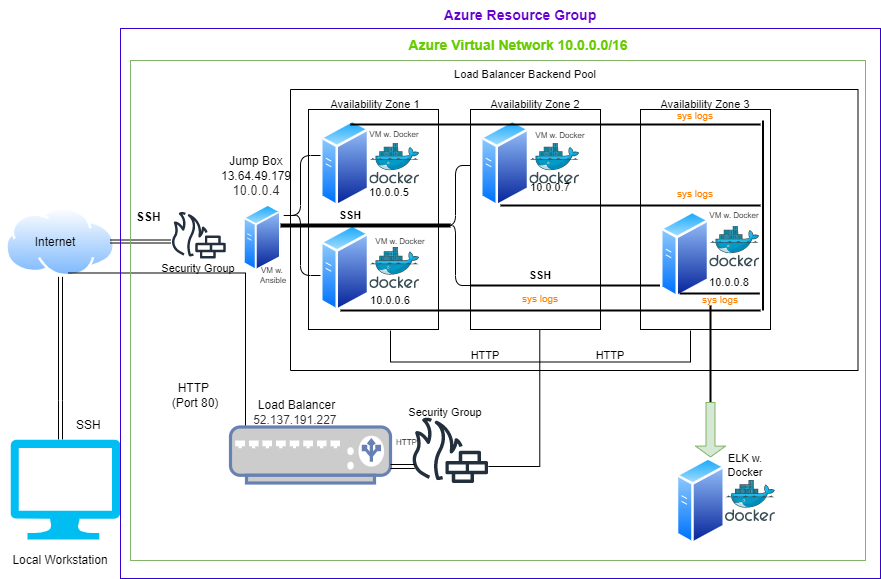 Azure Resource Group
Azure Virtual Network 10.0.0.0/16
Load Balancer Backend Pool
Availability Zone 1
Availability Zone 2
Availability Zone 3
sys logs
VM w. Docker
docker
10.0.0.5
VM w. Docker
docker
10.0.0.7
Jump Box
13.64.49.179
10.0.0.4
sys logs
SSH
SSH
VM w. Docker
docker
10.0.0.8
Internet
Security Group
VM w.
Ansible
VM w. Docker
docker
10.0.0.6
SSH
sys logs
sys logs
HTTP
HTTP
HTTP
(Port 80)
Load Balancer
52.137.191.227
Security Group
HTTP
SSH
ELK w.
Docker
docker
Local Workstation